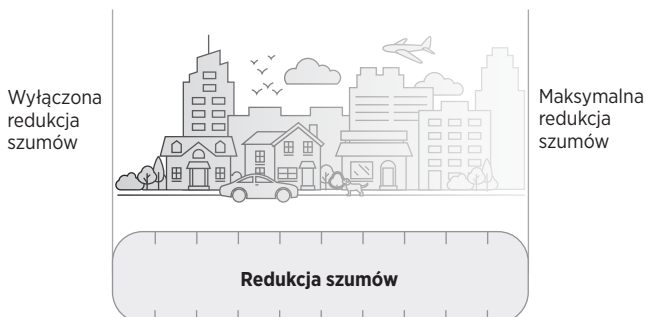 Wyłączona
redukcja
szumów
Maksymalna
redukcja
szumów
Redukcja szumów